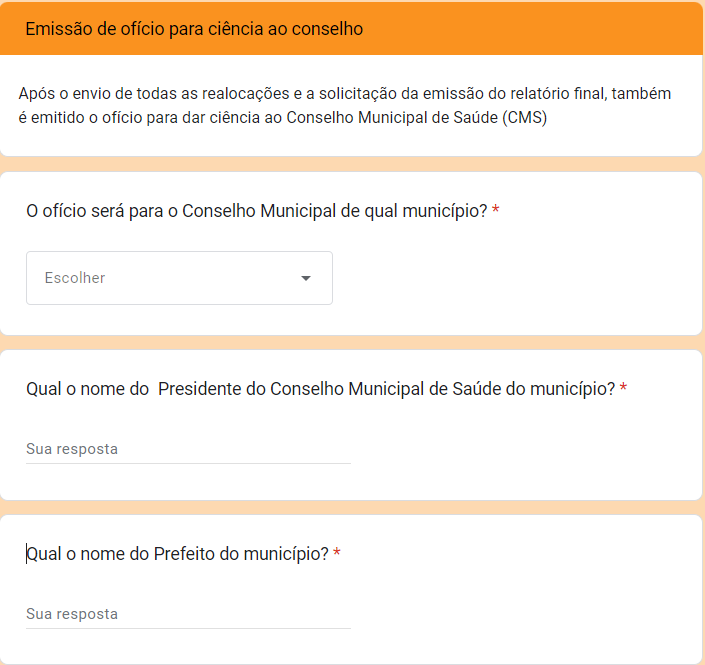 Emissão de ofício para ciência ao conselho
Após o envio de todas as realocações e a solicitação da emissão do relatório final, também
é emitido o ofício para dar ciência ao Conselho Municipal de Saúde (CMS)
O ofício será para o Conselho Municipal de qual município? *
Escolher
Qual o nome do  Presidente do Conselho Municipal de Saúde do município? *
Sua resposta
Qual o nome do Prefeito do município? *
Sua resposta